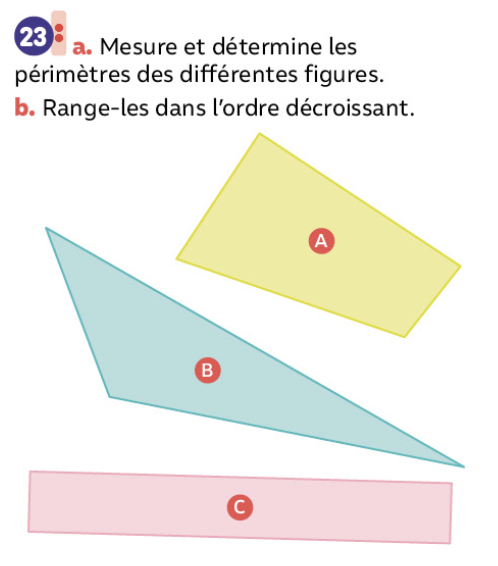 23 a. Mesure et détermine les
périmètres des différentes figures.
b. Range-les dans l'ordre décroissant.
A
B
C